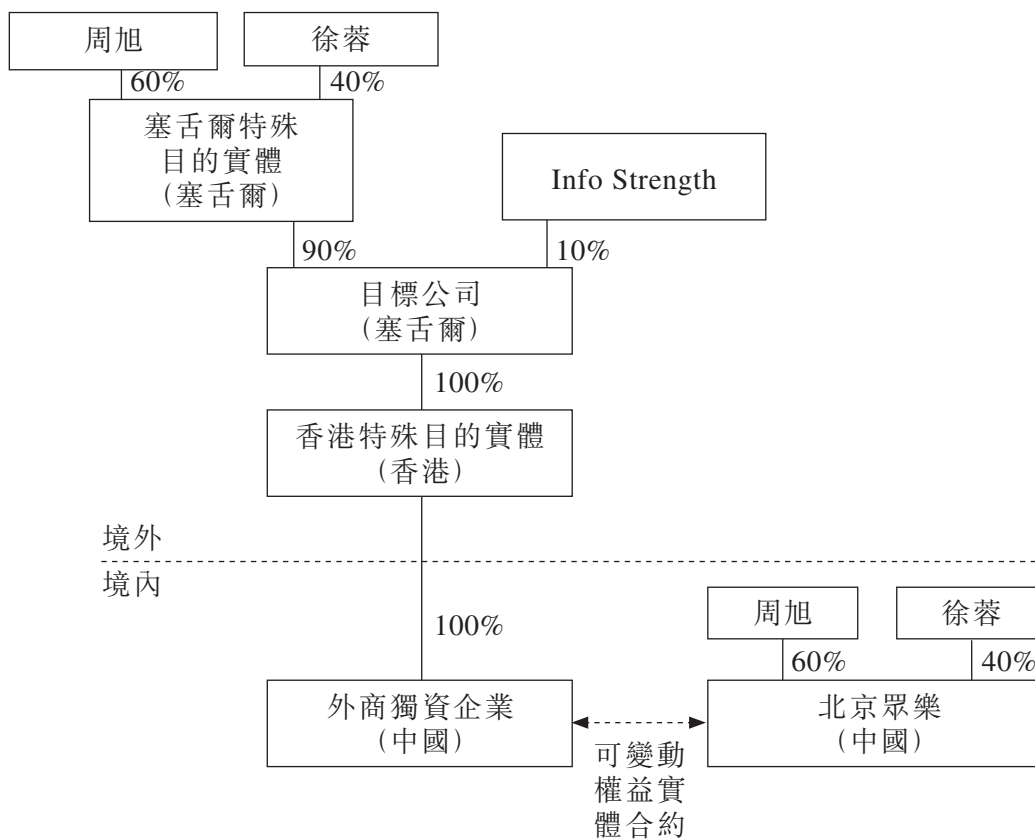 周旭
徐蓉
60%
40%
塞舌爾特殊
目的實體
(塞舌爾)
Info Strength
90%
10%
目標公司
(塞舌爾)
100%
香港特殊目的實體
(香港)
境外
境內
100%
周旭
徐蓉
60%
40%
外商獨資企業
(中國)
北京眾樂
(中國)
可變動
權益實
體合約